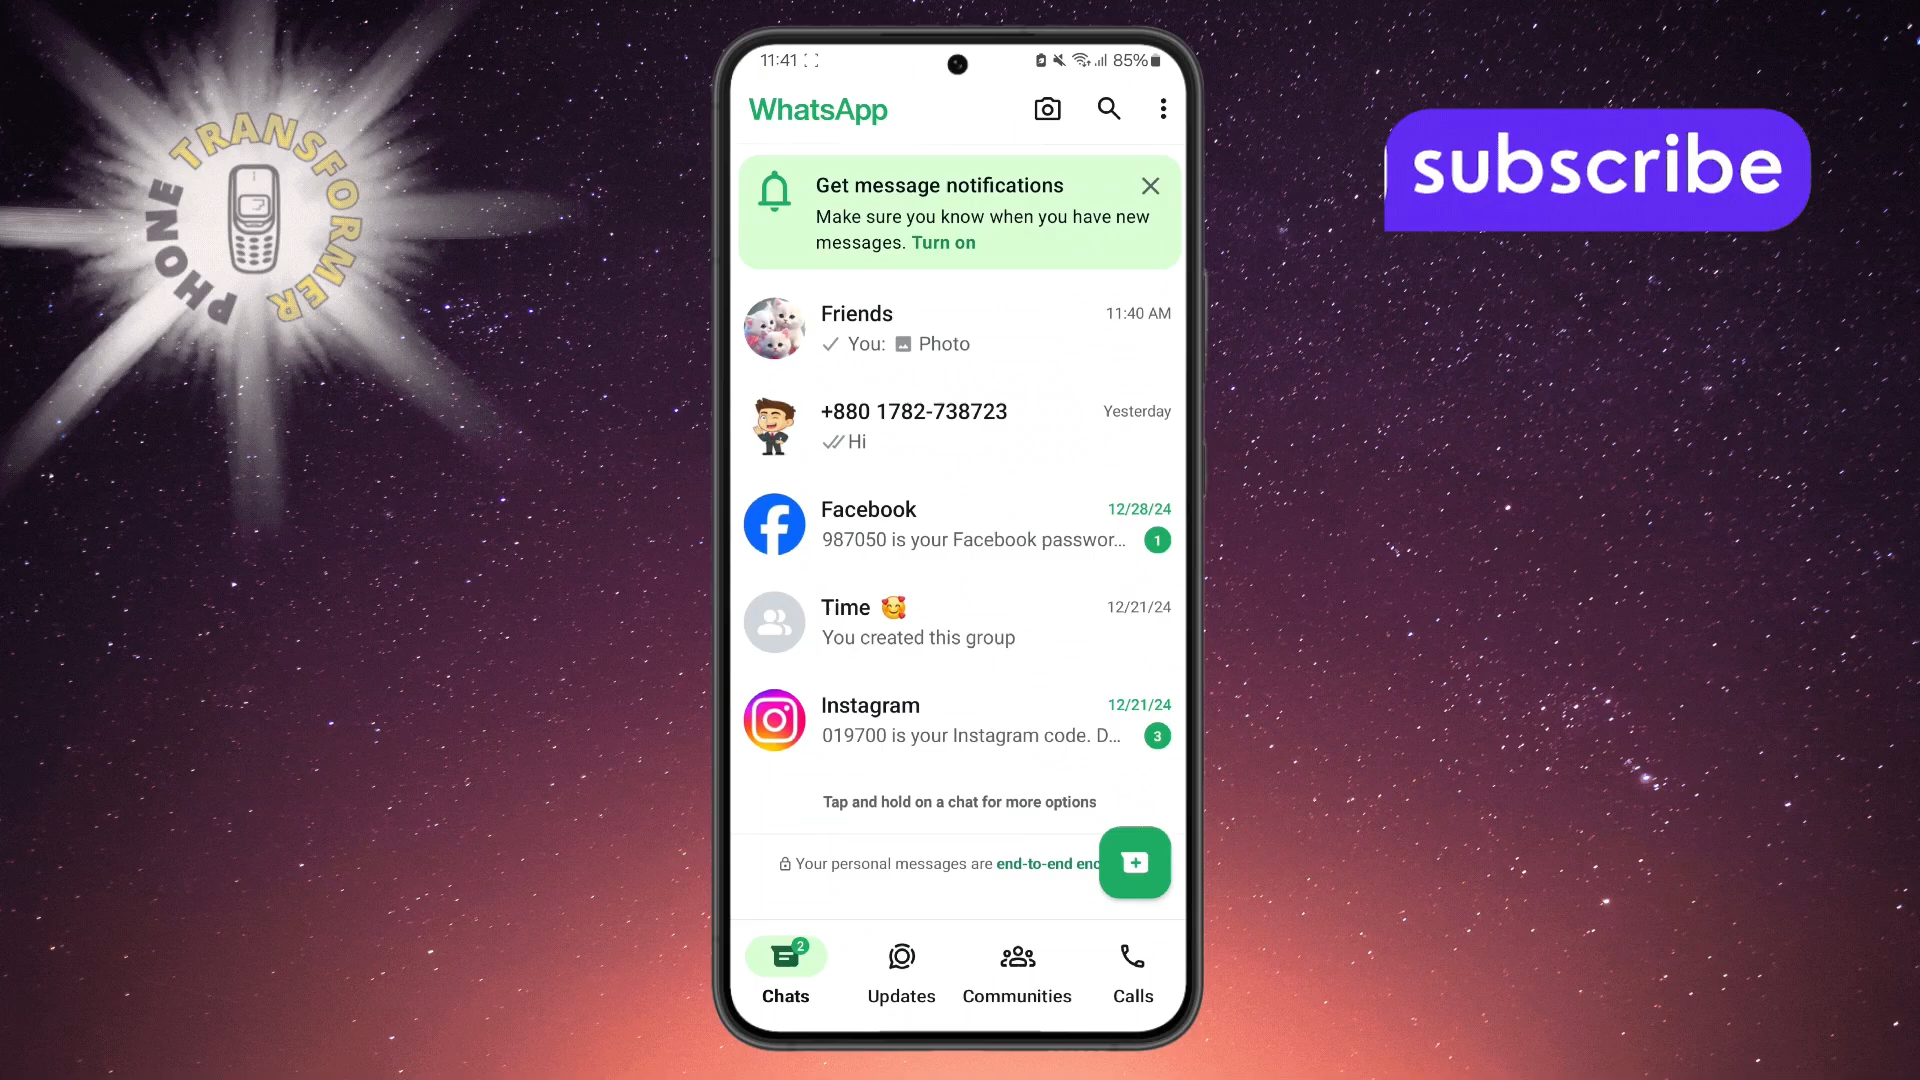 PHONE TRANSFORMER
subscribe
11:41
85%
WhatsApp
Get message notifications
Make sure you know when you have new
messages. Turn on
Friends
11:40 AM
You: Photo
+880 1782-738723
Yesterday
Hi
Facebook
12/28/24
987050 is your Facebook passwor...
1
Time 🥰
12/21/24
You created this group
Instagram
12/21/24
019700 is your Instagram code. D...
3
Tap and hold on a chat for more options
Your personal messages are end-to-end enc
2
Chats
Updates
Communities
Calls